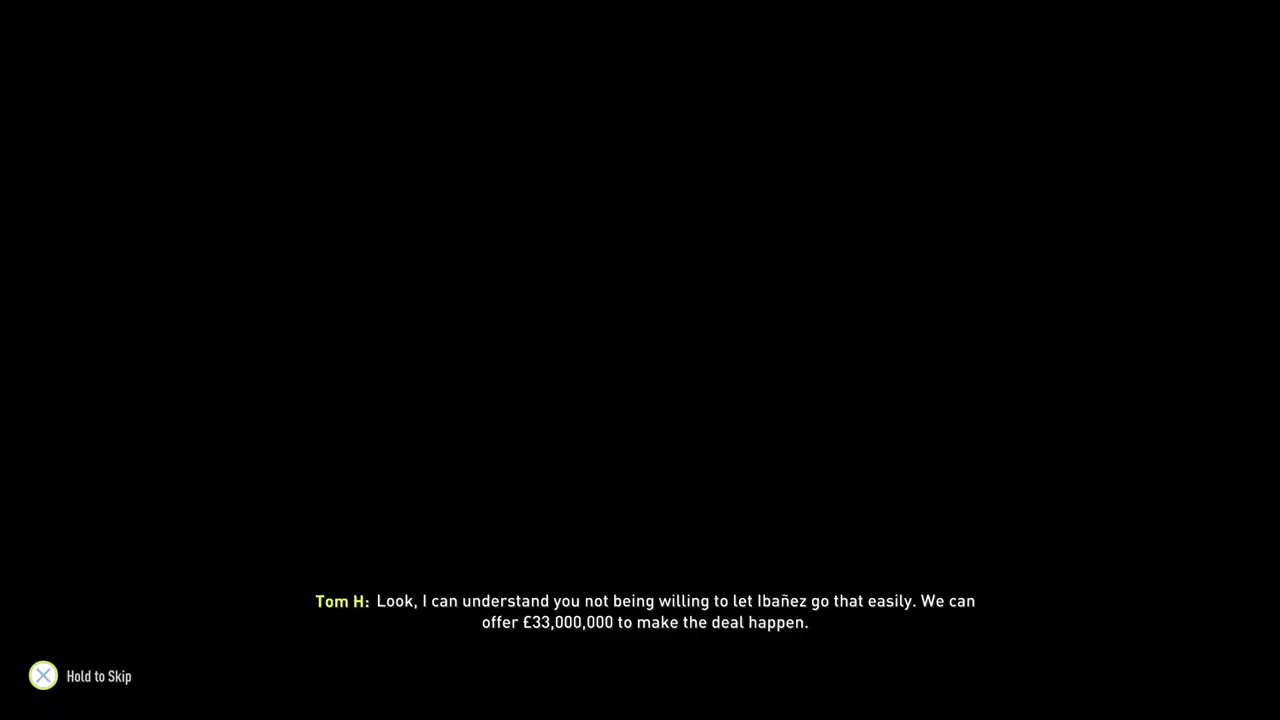 Tom H: Look, I can understand you not being willing to let Ibañez go that easily. We can
offer £33,000,000 to make the deal happen.
Hold to Skip